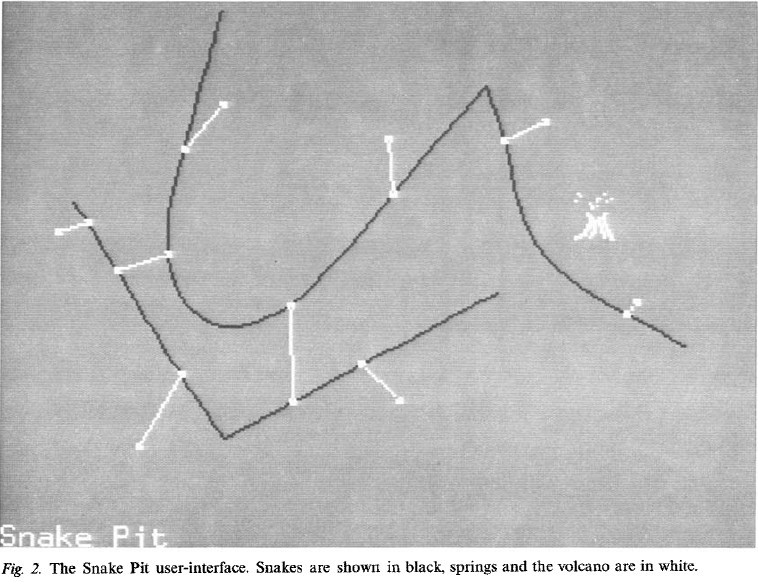 Snake Pit
Fig. 2. The Snake Pit user-interface. Snakes are shown in black, springs and the volcano are in white.